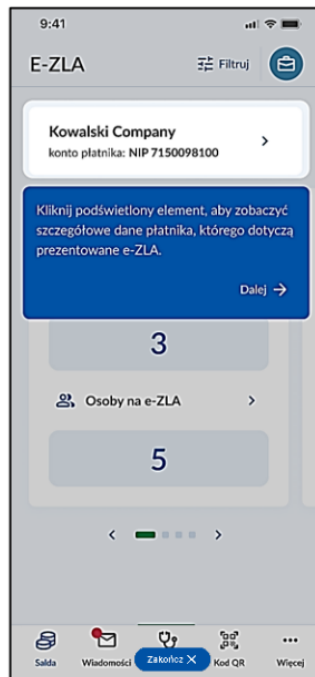 9:41
E-ZLA
Filtruj
Kowalski Company
konto płatnika: NIP 7150098100
Kliknij podświetlony element, aby zobaczyć
szczegółowe dane płatnika, którego dotyczą
prezentowane e-ZLA.
Dalej →
3
Osoby na e-ZLA
5
Salda Wiadomości Zakończ Kod QR Więcej